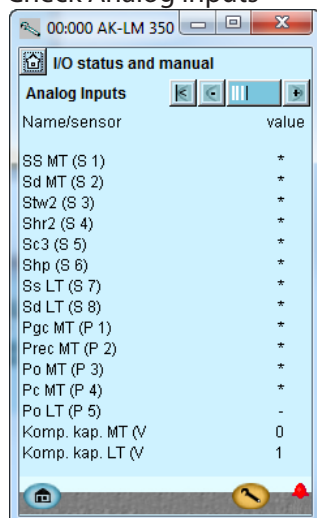 Check Analog Inputs
00:000 AK-LM 350
I/O status and manual
Analog Inputs
Name/sensor value
SS MT (S 1) *
Sd MT (S 2) *
Stw2 (S 3) *
Shr2 (S 4) *
Sc3 (S 5) *
Shp (S 6) *
Ss LT (S 7) *
Sd LT (S 8) *
Pgc MT (P 1) *
Prec MT (P 2) *
Po MT (P 3) *
Pc MT (P 4) *
Po LT (P 5) -
Komp. kap. MT (V 0
Komp. kap. LT (V 1